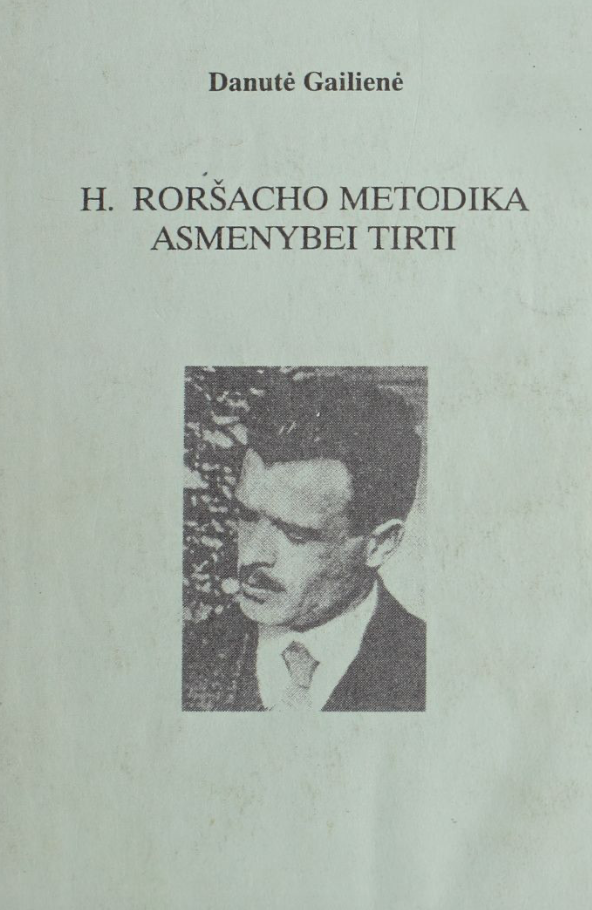 Danutė Gailienė
H. RORŠACHO METODIKA
ASMENYBEI TIRTI